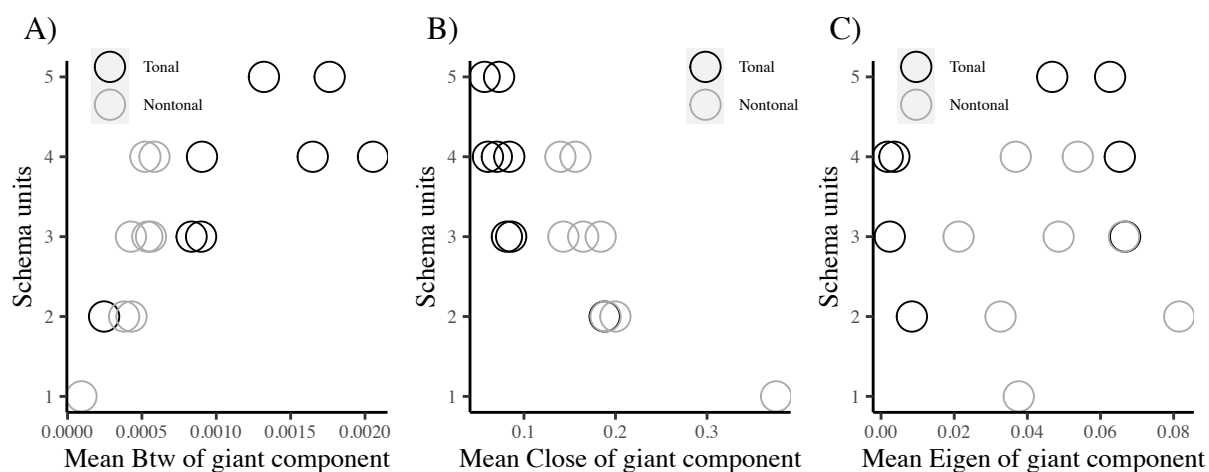 A)
Tonal
Nontonal
Schema units
5
4
3
2
1
0.0000 0.0005 0.0010 0.0015 0.0020
Mean Btw of giant component
B)
Tonal
Nontonal
Schema units
5
4
3
2
1
0.1 0.2 0.3
Mean Close of giant component
C)
Tonal
Nontonal
Schema units
5
4
3
2
1
0.00 0.02 0.04 0.06 0.08
Mean Eigen of giant component